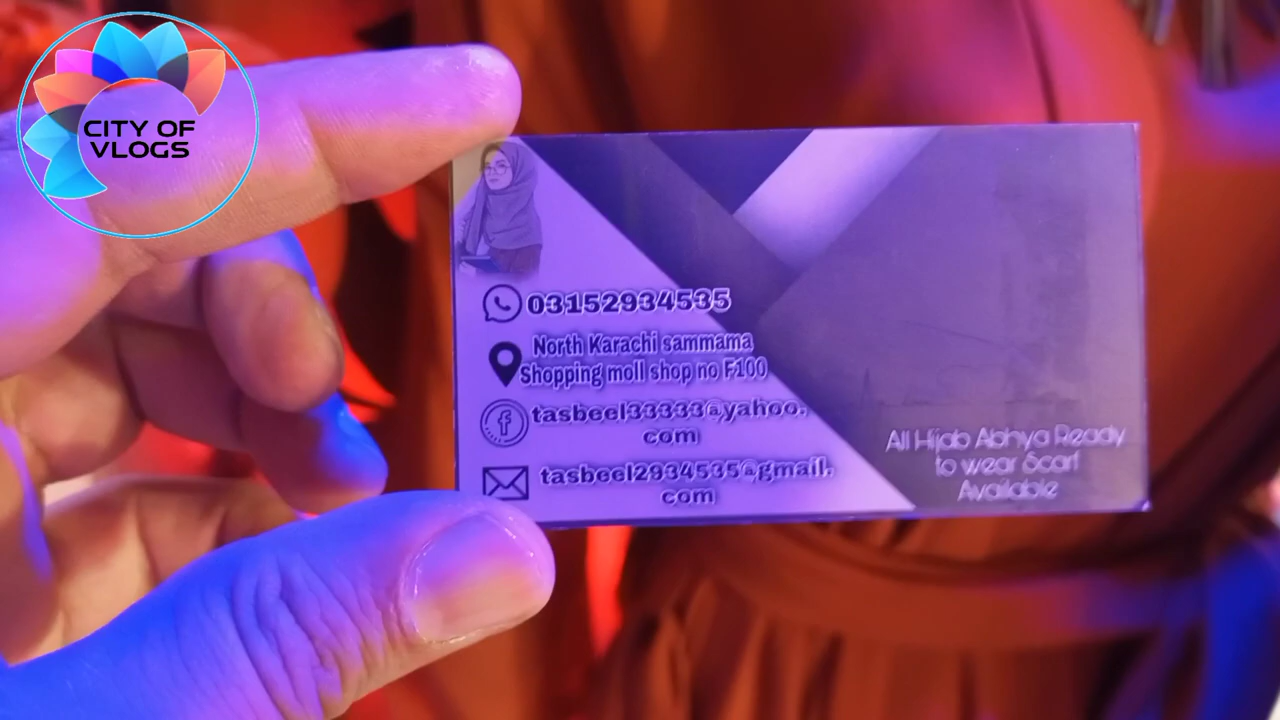 CITY OF
VLOGS
03152934535
North Karachi sammama
Shopping moll shop no F100
tasbeel33333@yahoo.
com
tasbeel2934535@gmail.
com
All Hijab Abhya Ready
to wear Scarf
Available